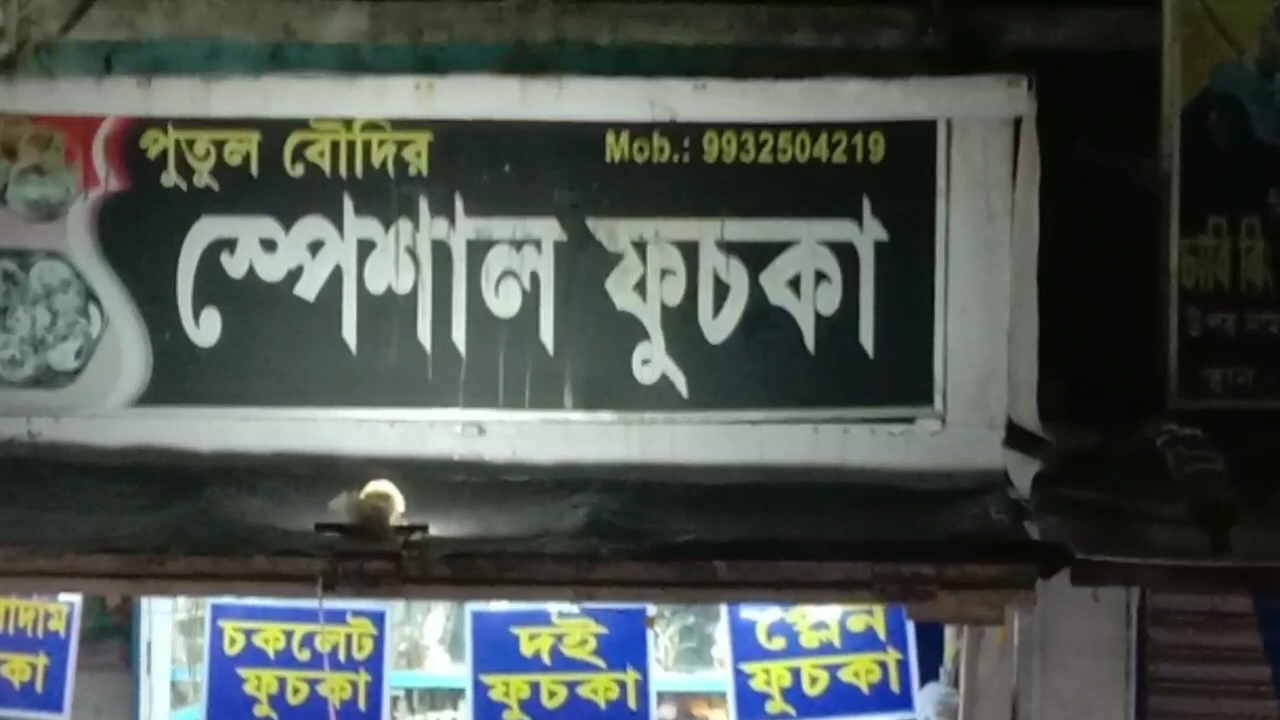 পুতুল বৌদির
Mob.: 9932504219
স্পেশাল ফুচকা
চকলেট
ফুচকা
দই
ফুচকা
প্লেন
ফুচকা